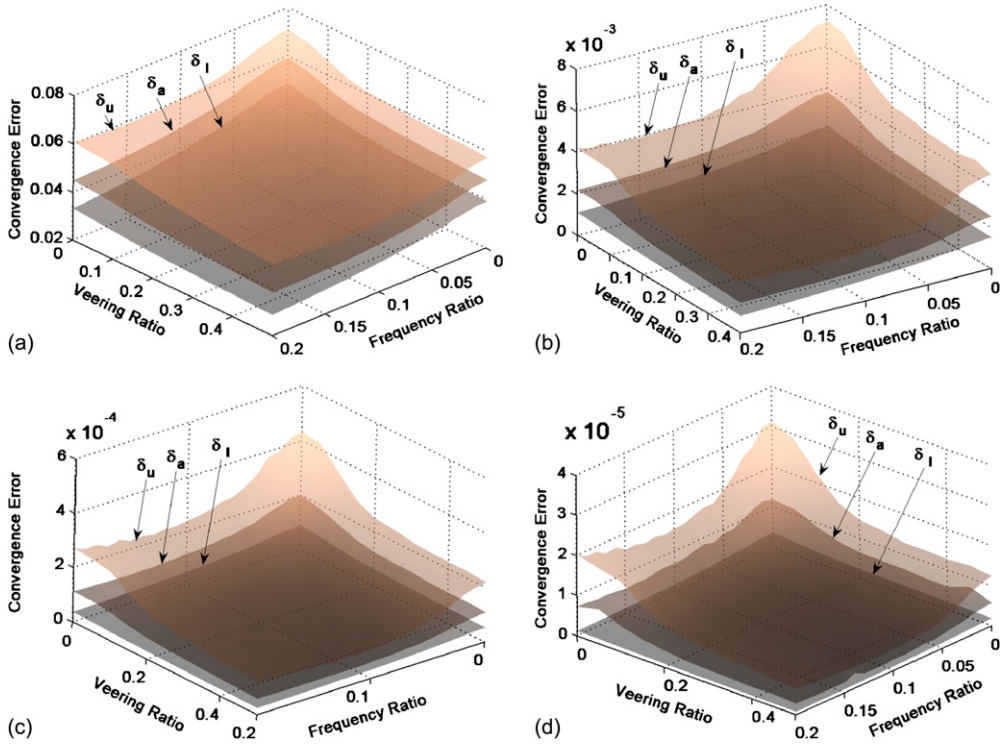 δu
δa
δl
0.08
0.06
0.04
0.02
Convergence Error
0
0.1
0.2
0.3
0.4
Veering Ratio
0.2
0.15
0.1
0.05
0
Frequency Ratio
(a)
x 10^-3
δu
δa
δl
8
6
4
2
0
Convergence Error
0
0.1
0.2
0.3
0.4
Veering Ratio
0.2
0.15
0.1
0.05
0
Frequency Ratio
(b)
x 10^-4
δu
δa
δl
6
4
2
0
Convergence Error
0
0.2
0.4
Veering Ratio
0.2
0.1
0
Frequency Ratio
(c)
x 10^-5
δu
δa
δl
4
3
2
1
0
Convergence Error
0
0.2
0.4
Veering Ratio
0.2
0.15
0.1
0.05
0
Frequency Ratio
(d)